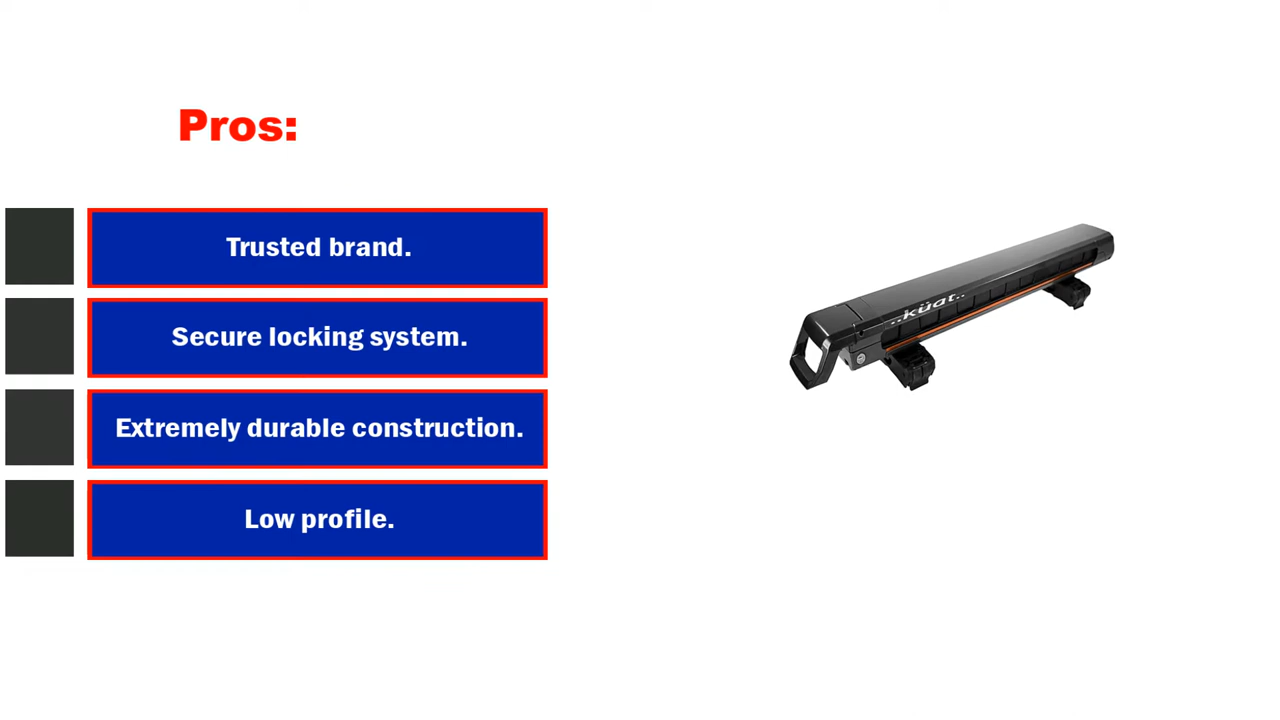 Pros:
Trusted brand.
Secure locking system.
Extremely durable construction.
Low profile.
..küat..